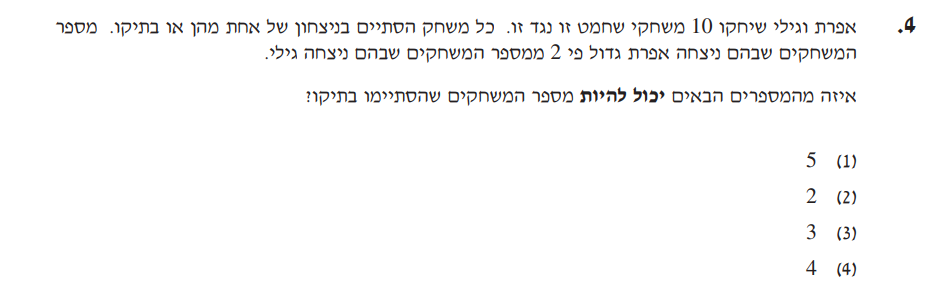 .4 אפרת וגילי שיחקו 10 משחקי שחמט זו נגד זו. כל משחק הסתיים בניצחון של אחת מהן או בתיקו. מספר
המשחקים שבהם ניצחה אפרת גדול פי 2 ממספר המשחקים שבהם ניצחה גילי.
איזה מהמספרים הבאים יכול להיות מספר המשחקים שהסתיימו בתיקו?
(1) 5
(2) 2
(3) 3
(4) 4